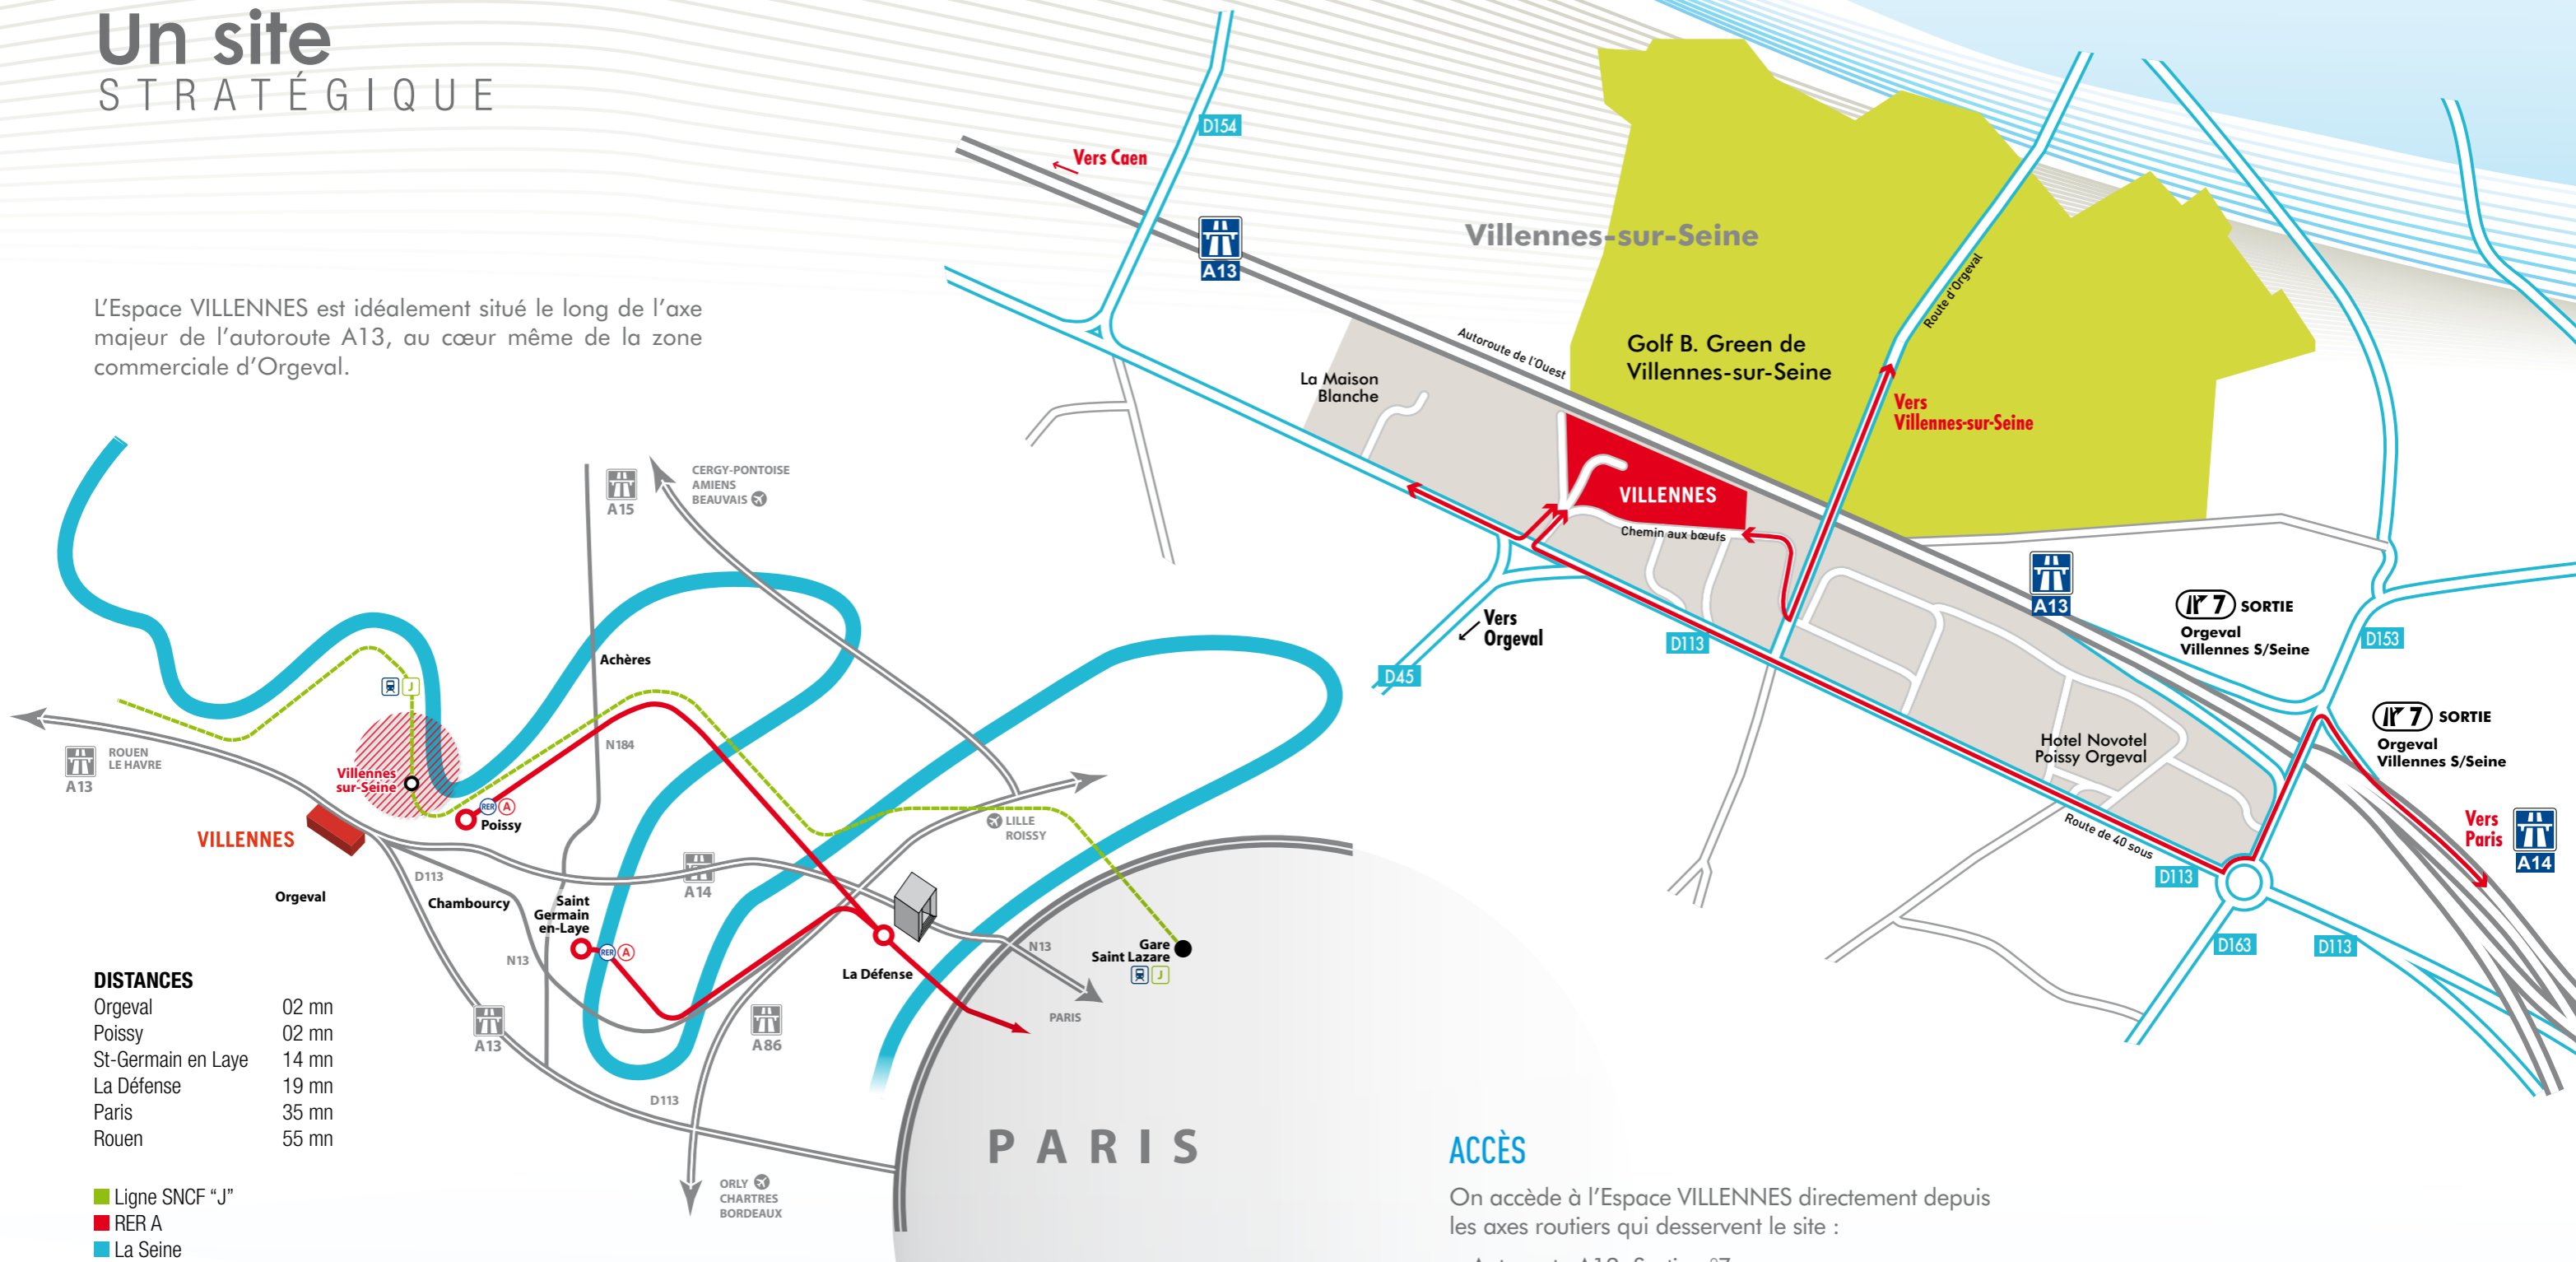 Un site
STRATÉGIQUE
L'Espace VILLENNES est idéalement situé le long de l'axe
majeur de l'autoroute A13, au cœur même de la zone
commerciale d'Orgeval.
A15
CERGY-PONTOISE
AMIENS
BEAUVAIS
Achères
J
N184
ROUEN
LE HAVRE
A13
Villennes
sur-Seine
RER A
Poissy
VILLENNES
LILLE
ROISSY
D113
A14
Orgeval
Chambourcy
Saint
Germain
en-Laye
RER A
N13
La Défense
N13
Gare
Saint Lazare
J
PARIS
A13
A86
D113
ORLY
CHARTRES
BORDEAUX
PARIS
DISTANCES
Orgeval 02 mn
Poissy 02 mn
St-Germain en Laye 14 mn
La Défense 19 mn
Paris 35 mn
Rouen 55 mn
Ligne SNCF “J”
RER A
La Seine
D154
Vers Caen
A13
Villennes-sur-Seine
Autoroute de l'Ouest
Golf B. Green de
Villennes-sur-Seine
Route d'Orgeval
La Maison
Blanche
Vers
Villennes-sur-Seine
VILLENNES
Chemin aux bœufs
A13
7 SORTIE
Orgeval
Villennes S/Seine
D153
Vers
Orgeval
D113
D45
7 SORTIE
Orgeval
Villennes S/Seine
Hotel Novotel
Poissy Orgeval
Route de 40 sous
Vers
Paris
A14
D113
D163
D113
ACCÈS
On accède à l'Espace VILLENNES directement depuis
les axes routiers qui desservent le site :